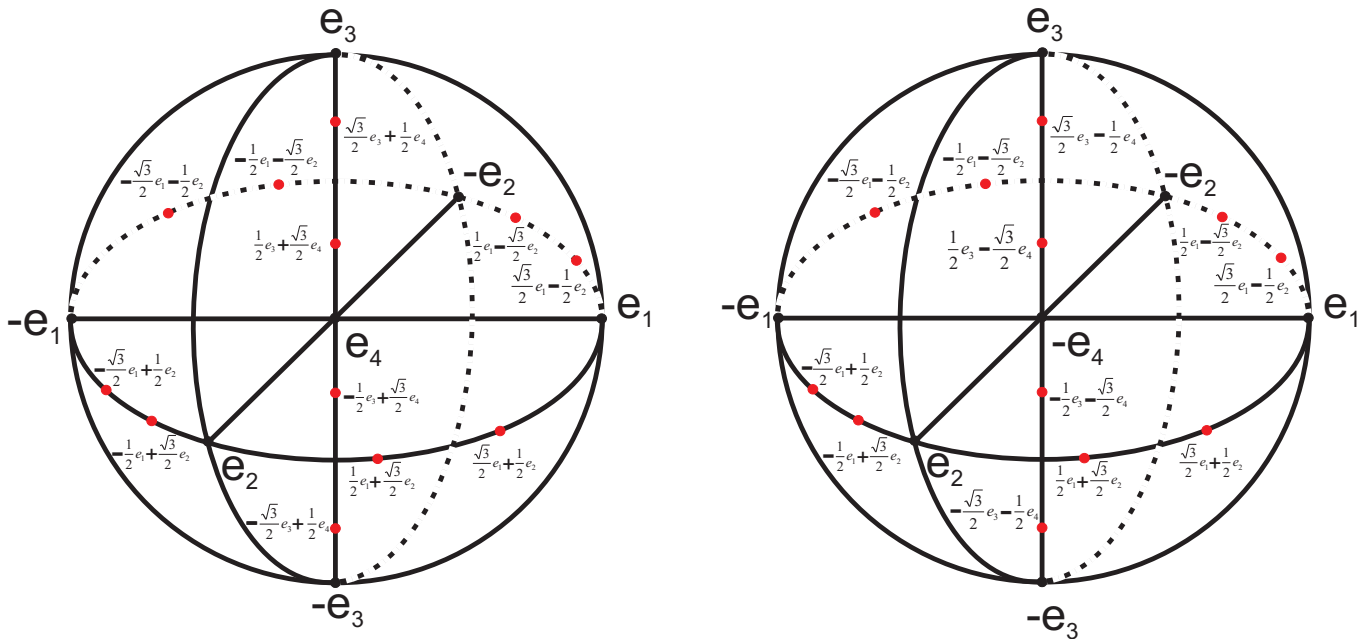 e₃
√3/2 e₃ + 1/2 e₄
-1/2 e₁ - √3/2 e₂
-√3/2 e₁ - 1/2 e₂
-e₂
1/2 e₃ + √3/2 e₄
1/2 e₁ - √3/2 e₂
√3/2 e₁ - 1/2 e₂
-e₁
e₁
e₄
-√3/2 e₁ + 1/2 e₂
-1/2 e₃ + √3/2 e₄
-1/2 e₁ + √3/2 e₂
e₂
1/2 e₁ + √3/2 e₂
√3/2 e₁ + 1/2 e₂
-√3/2 e₃ + 1/2 e₄
-e₃
e₃
√3/2 e₃ - 1/2 e₄
-1/2 e₁ - √3/2 e₂
-√3/2 e₁ - 1/2 e₂
-e₂
1/2 e₃ - √3/2 e₄
1/2 e₁ - √3/2 e₂
√3/2 e₁ - 1/2 e₂
-e₁
e₁
-e₄
-√3/2 e₁ + 1/2 e₂
-1/2 e₃ - √3/2 e₄
-1/2 e₁ + √3/2 e₂
e₂
1/2 e₁ + √3/2 e₂
√3/2 e₁ + 1/2 e₂
-√3/2 e₃ - 1/2 e₄
-e₃